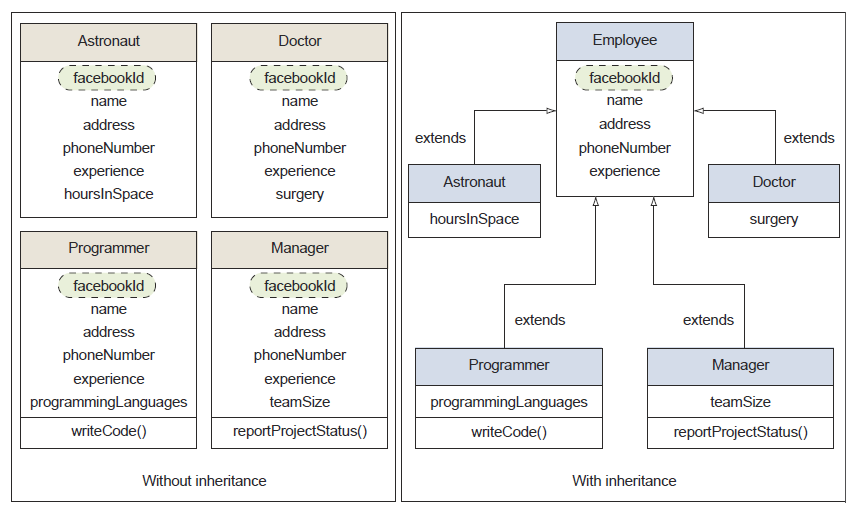 Astronaut
facebookId
name
address
phoneNumber
experience
hoursInSpace
Doctor
facebookId
name
address
phoneNumber
experience
surgery
Programmer
facebookId
name
address
phoneNumber
experience
programmingLanguages
writeCode()
Manager
facebookId
name
address
phoneNumber
experience
teamSize
reportProjectStatus()
Without inheritance
Employee
facebookId
name
address
phoneNumber
experience
extends
Astronaut
hoursInSpace
extends
Doctor
surgery
extends
Programmer
programmingLanguages
writeCode()
extends
Manager
teamSize
reportProjectStatus()
With inheritance